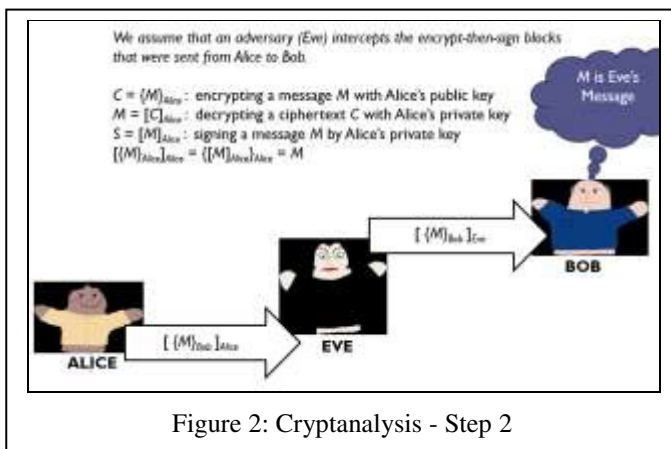 We assume that an adversary (Eve) intercepts the encrypt-then-sign blocks
that were sent from Alice to Bob.
C = {M}Alice : encrypting a message M with Alice's public key
M = [C]Alice : decrypting a ciphertext C with Alice's private key
S = [M]Alice : signing a message M by Alice's private key
[{M}Alice]Alice = {[M]Alice}Alice = M
M is Eve's
Message
[ {M}Bob ]Eve
BOB
EVE
[ {M}Bob ]Alice
ALICE
Figure 2: Cryptanalysis - Step 2